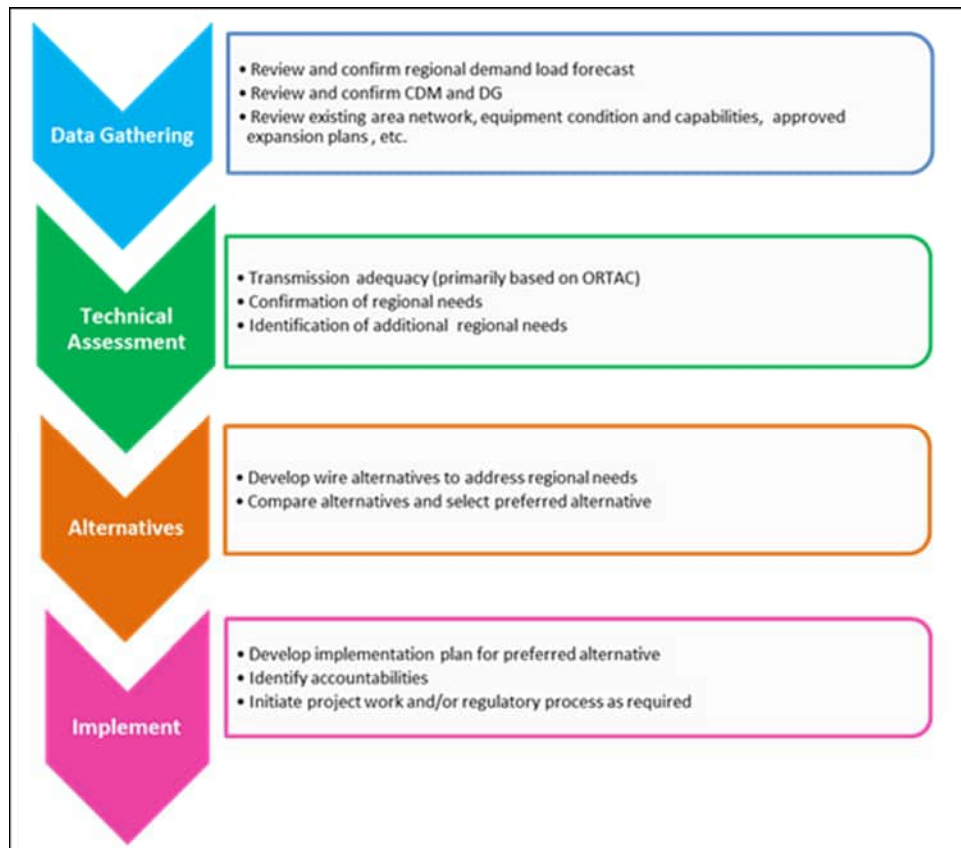 Data Gathering
• Review and confirm regional demand load forecast
• Review and confirm CDM and DG
• Review existing area network, equipment condition and capabilities, approved
expansion plans , etc.
Technical
Assessment
• Transmission adequacy (primarily based on ORTAC)
• Confirmation of regional needs
• Identification of additional regional needs
Alternatives
• Develop wire alternatives to address regional needs
• Compare alternatives and select preferred alternative
Implement
• Develop implementation plan for preferred alternative
• Identify accountabilities
• Initiate project work and/or regulatory process as required